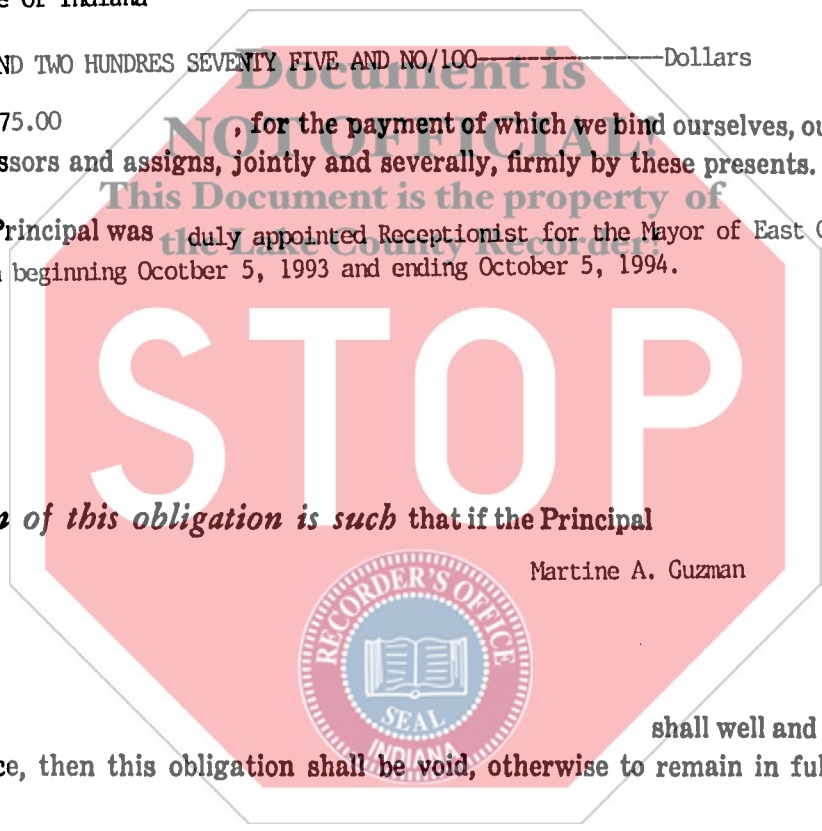 e of Indiana
ND TWO HUNDRES SEVENTY FIVE AND NO/100----------------Dollars
75.00 , for the payment of which we bind ourselves, ou
ssors and assigns, jointly and severally, firmly by these presents.
Principal was duly appointed Receptionist for the Mayor of East C
beginning Ocotber 5, 1993 and ending October 5, 1994.
Document is
NOT OFFICIAL!
This Document is the property of
the Lake County Recorder!
STOP
of this obligation is such that if the Principal
Martine A. Guzman
RECORDER'S OFFICE
SEAL
INDIANA
shall well and
ce, then this obligation shall be void, otherwise to remain in ful